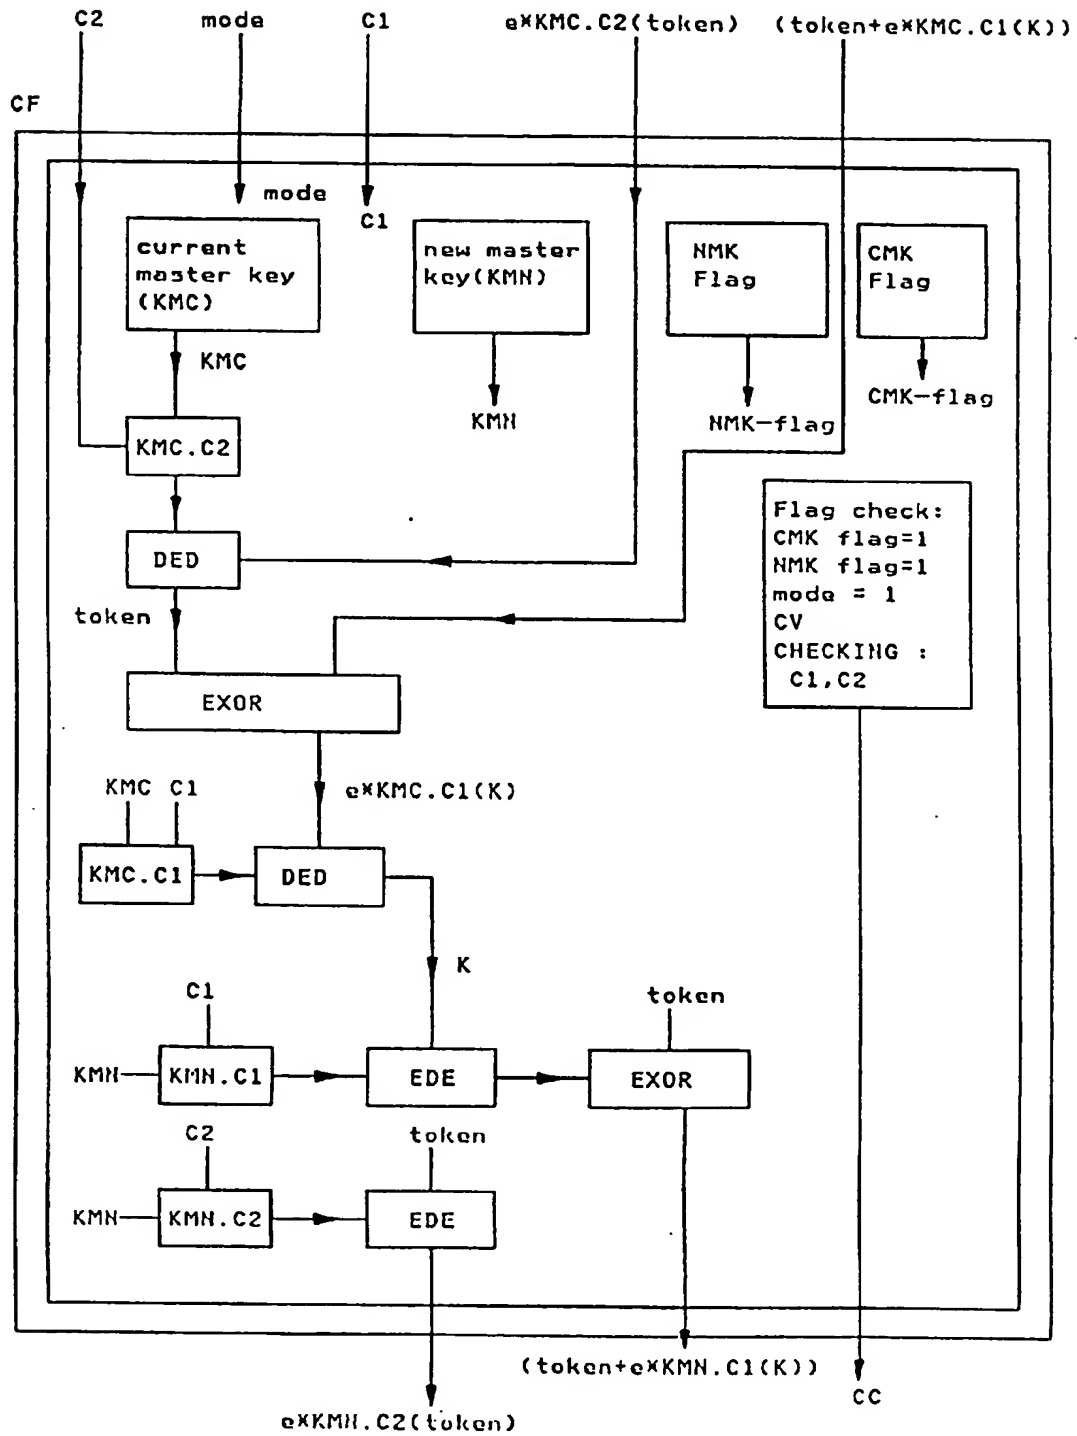 C2 mode C1 e*KMC.C2(token) (token+e*KMC.C1(K))
CF
mode
C1
current
master key
(KMC)
new master
key(KMN)
NMK
Flag
CMK
Flag
KMC
KMN
NMK-flag
CMK-flag
KMC.C2
Flag check:
CMK flag=1
NMK flag=1
mode = 1
CV
CHECKING :
C1,C2
DED
token
EXOR
KMC C1
e*KMC.C1(K)
KMC.C1
DED
K
C1
token
KMN
KMN.C1
EDE
EXOR
C2
token
KMN
KMN.C2
EDE
(token+e*KMN.C1(K))
CC
e*KMN.C2(token)